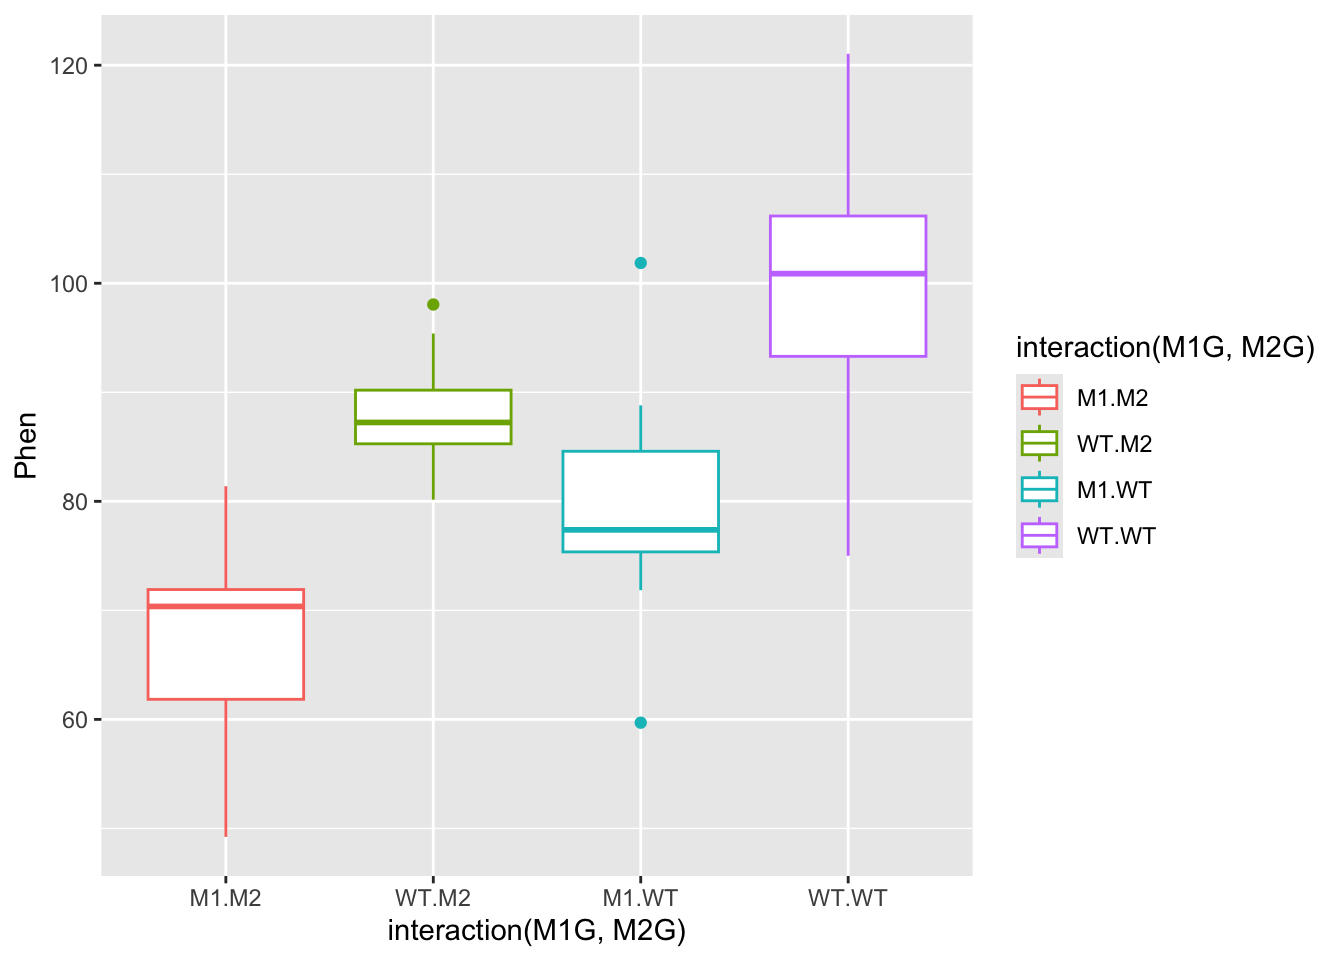 120
100
80
60
Phen
M1.M2
WT.M2
M1.WT
WT.WT
interaction(M1G, M2G)
interaction(M1G, M2G)
M1.M2
WT.M2
M1.WT
WT.WT